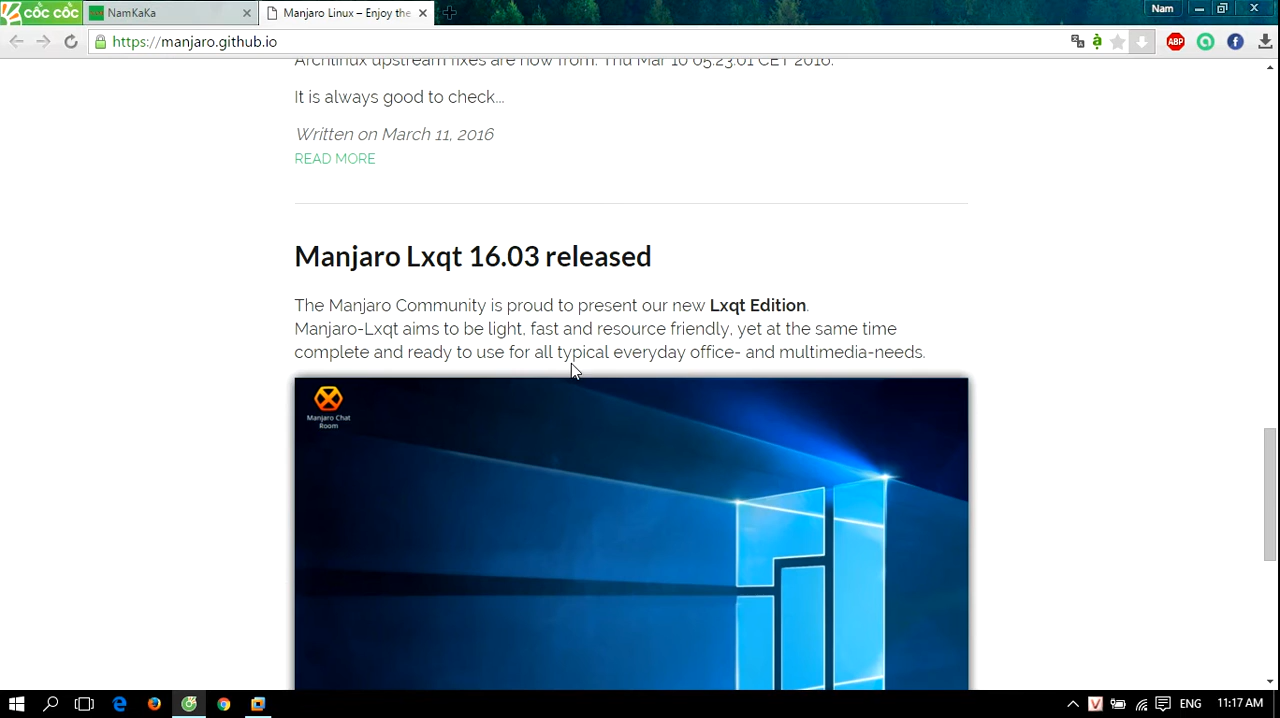 cốc cốc NamKaKa Manjaro Linux – Enjoy the Nam
https://manjaro.github.io ABP
Archlinux upstream fixes are now from: Thu Mar 10 05:23:01 CET 2016.
It is always good to check...
Written on March 11, 2016
READ MORE
Manjaro Lxqt 16.03 released
The Manjaro Community is proud to present our new Lxqt Edition.
Manjaro-Lxqt aims to be light, fast and resource friendly, yet at the same time
complete and ready to use for all typical everyday office- and multimedia-needs.
Manjaro Chat
Room
ENG 11:17 AM